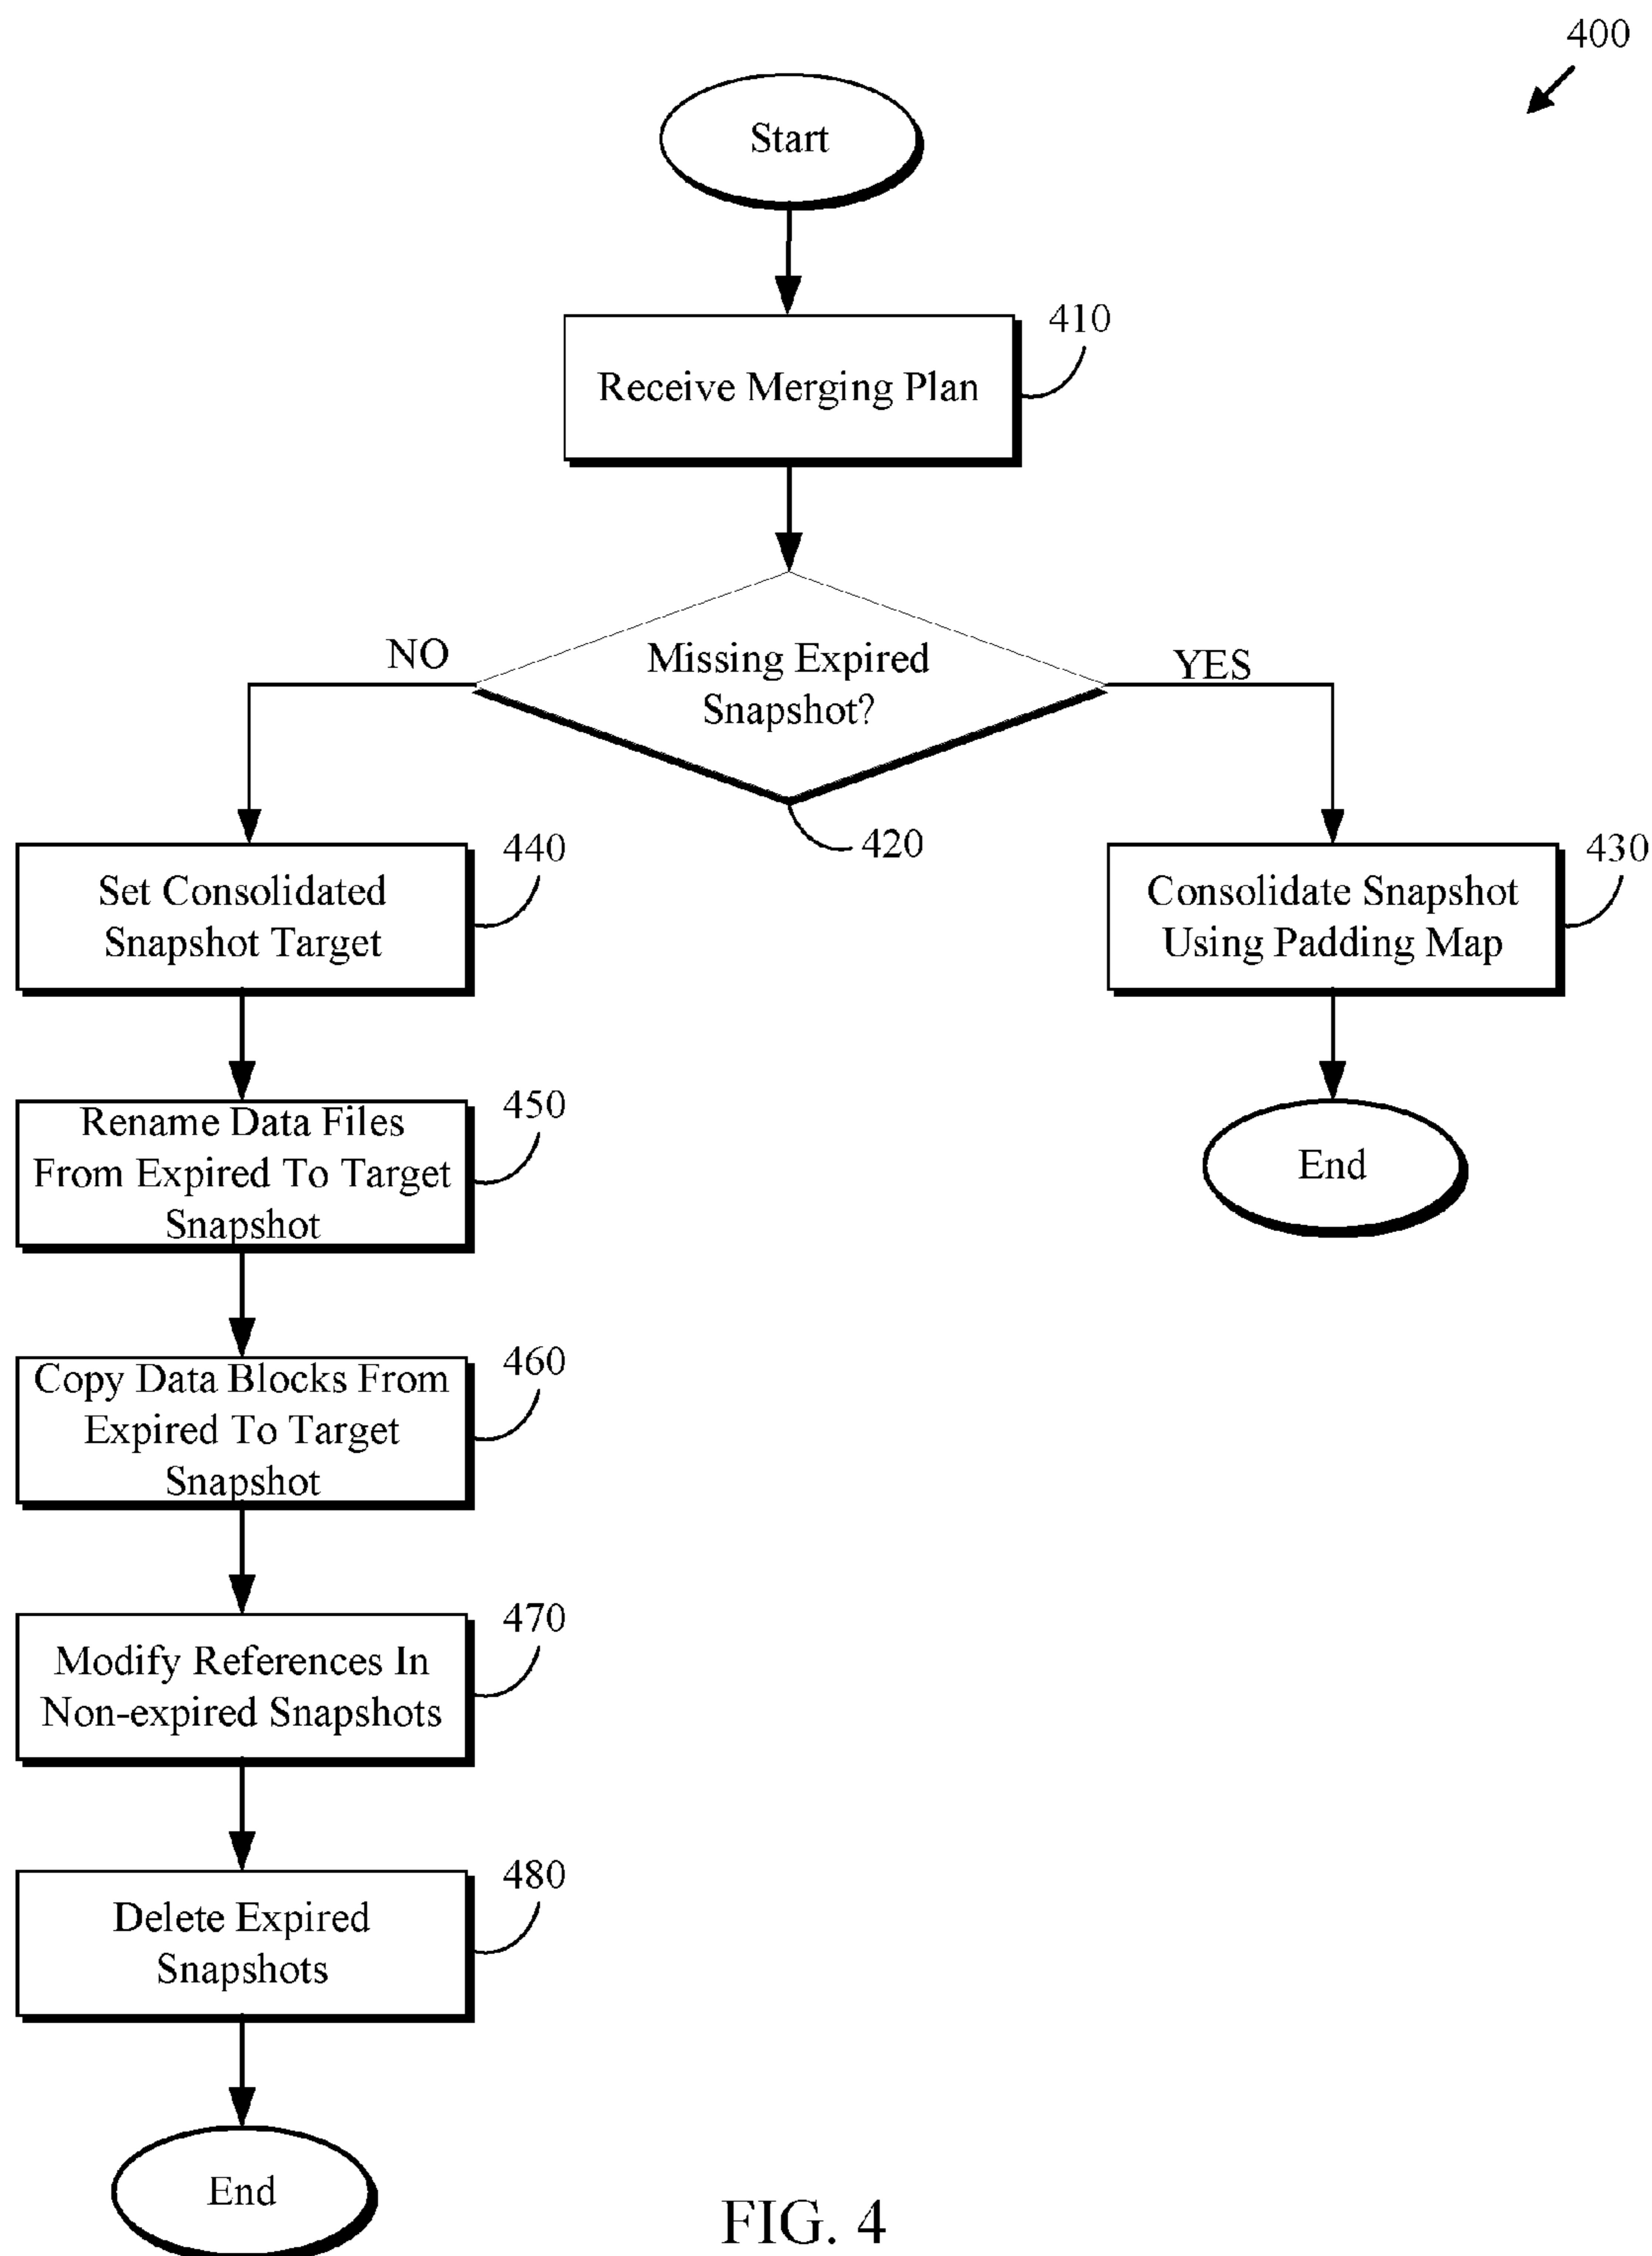 400
Start
410
Receive Merging Plan
Missing Expired
Snapshot?
NO
YES
420
440
Set Consolidated
Snapshot Target
430
Consolidate Snapshot
Using Padding Map
450
Rename Data Files
From Expired To Target
Snapshot
End
460
Copy Data Blocks From
Expired To Target
Snapshot
470
Modify References In
Non-expired Snapshots
480
Delete Expired
Snapshots
End
FIG. 4